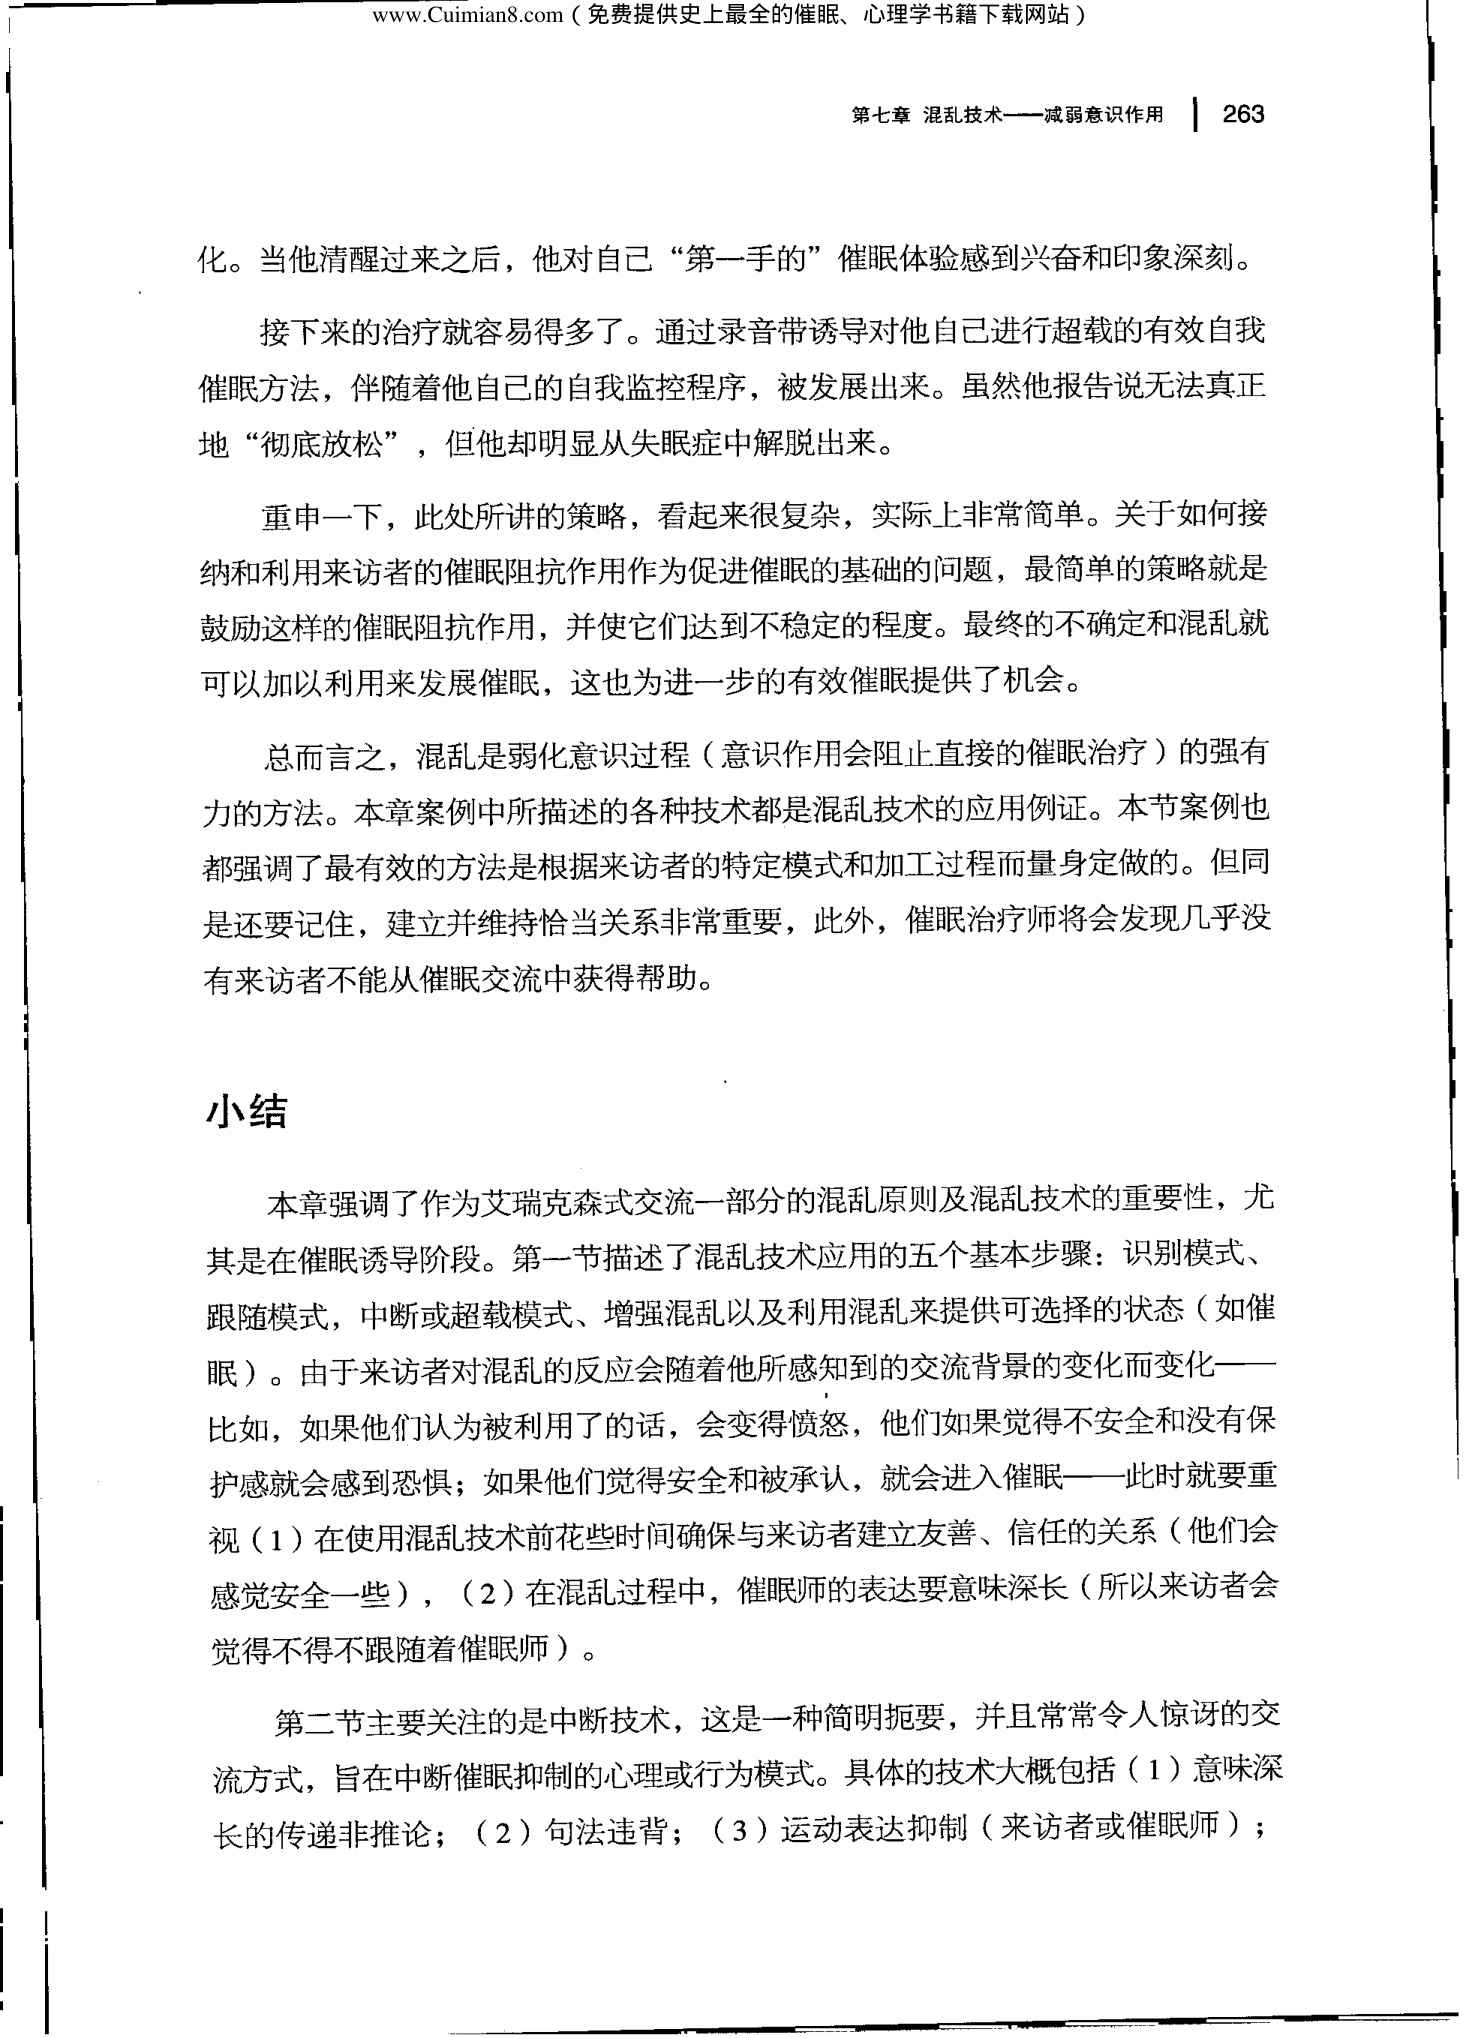 www.Cuimian8.com（免费提供史上最全的催眠、心理学书籍下载网站）
第七章 混乱技术——减弱意识作用 | 263
化。当他清醒过来之后，他对自己“第一手的”催眠体验感到兴奋和印象深刻。
接下来的治疗就容易得多了。通过录音带诱导对他自己进行超载的有效自我
催眠方法，伴随着他自己的自我监控程序，被发展出来。虽然他报告说无法真正
地“彻底放松”，但他却明显从失眠症中解脱出来。
重申一下，此处所讲的策略，看起来很复杂，实际上非常简单。关于如何接
纳和利用来访者的催眠阻抗作用作为促进催眠的基础的问题，最简单的策略就是
鼓励这样的催眠阻抗作用，并使它们达到不稳定的程度。最终的不确定和混乱就
可以加以利用来发展催眠，这也为进一步的有效催眠提供了机会。
总而言之，混乱是弱化意识过程（意识作用会阻止直接的催眠治疗）的强有
力的方法。本章案例中所描述的各种技术都是混乱技术的应用例证。本节案例也
都强调了最有效的方法是根据来访者的特定模式和加工过程而量身定做的。但同
是还要记住，建立并维持恰当关系非常重要，此外，催眠治疗师将会发现几乎没
有来访者不能从催眠交流中获得帮助。
小结
本章强调了作为艾瑞克森式交流一部分的混乱原则及混乱技术的重要性，尤
其是在催眠诱导阶段。第一节描述了混乱技术应用的五个基本步骤：识别模式、
跟随模式，中断或超载模式、增强混乱以及利用混乱来提供可选择的状态（如催
眠）。由于来访者对混乱的反应会随着他所感知到的交流背景的变化而变化——
比如，如果他们认为被利用了的话，会变得愤怒，他们如果觉得不安全和没有保
护感就会感到恐惧；如果他们觉得安全和被承认，就会进入催眠——此时就要重
视（1）在使用混乱技术前花些时间确保与来访者建立友善、信任的关系（他们会
感觉安全一些），（2）在混乱过程中，催眠师的表达要意味深长（所以来访者会
觉得不得不跟随着催眠师）。
第二节主要关注的是中断技术，这是一种简明扼要，并且常常令人惊讶的交
流方式，旨在中断催眠抑制的心理或行为模式。具体的技术大概包括（1）意味深
长的传递非推论；（2）句法违背；（3）运动表达抑制（来访者或催眠师）；